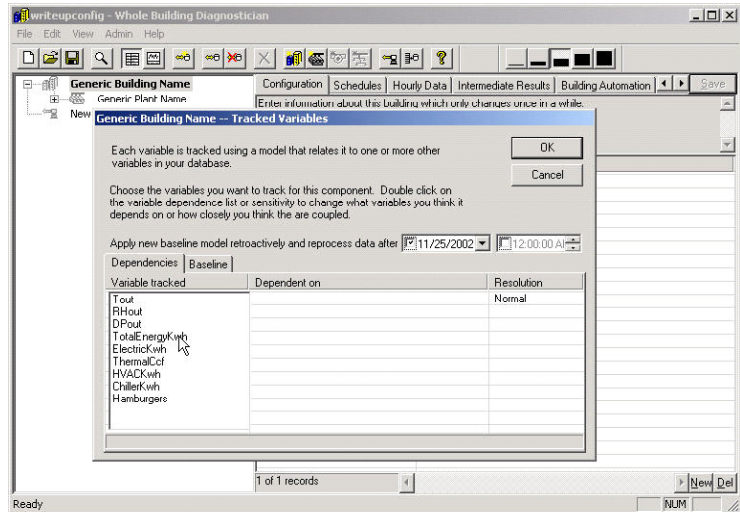 writeupconfig - Whole Building Diagnostician
File Edit View Admin Help
Generic Building Name
Generic Plant Name
New
Configuration Schedules Hourly Data Intermediate Results Building Automation Save
Enter information about this building which only changes once in a while.
Generic Building Name -- Tracked Variables
Each variable is tracked using a model that relates it to one or more other
variables in your database.
OK
Cancel
Choose the variables you want to track for this component. Double click on
the variable dependence list or sensitivity to change what variables you think it
depends on or how closely you think the are coupled.
Apply new baseline model retroactively and reprocess data after 11/25/2002 12:00:00 AM
Dependencies Baseline
Variable tracked Dependent on Resolution
Tout Normal
RHout
DPout
TotalEnergyKwh
ElectricKwh
ThermalCcf
HVACKwh
ChillerKwh
Hamburgers
1 of 1 records
New Del
Ready NUM